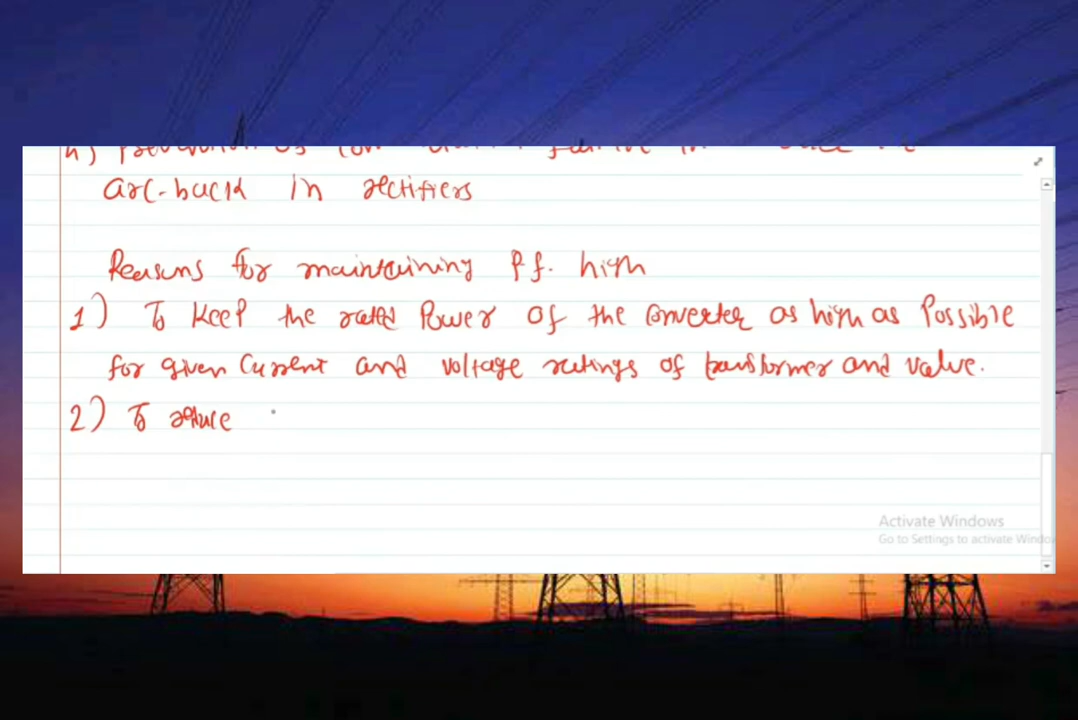 arc-back in rectifiers
Reasons for maintaining P.f. high
1) To Keep the rated Power of the converter as high as Possible
for given Current and voltage ratings of transformer and valve.
2) To reduce
Activate Windows
Go to Settings to activate Windo